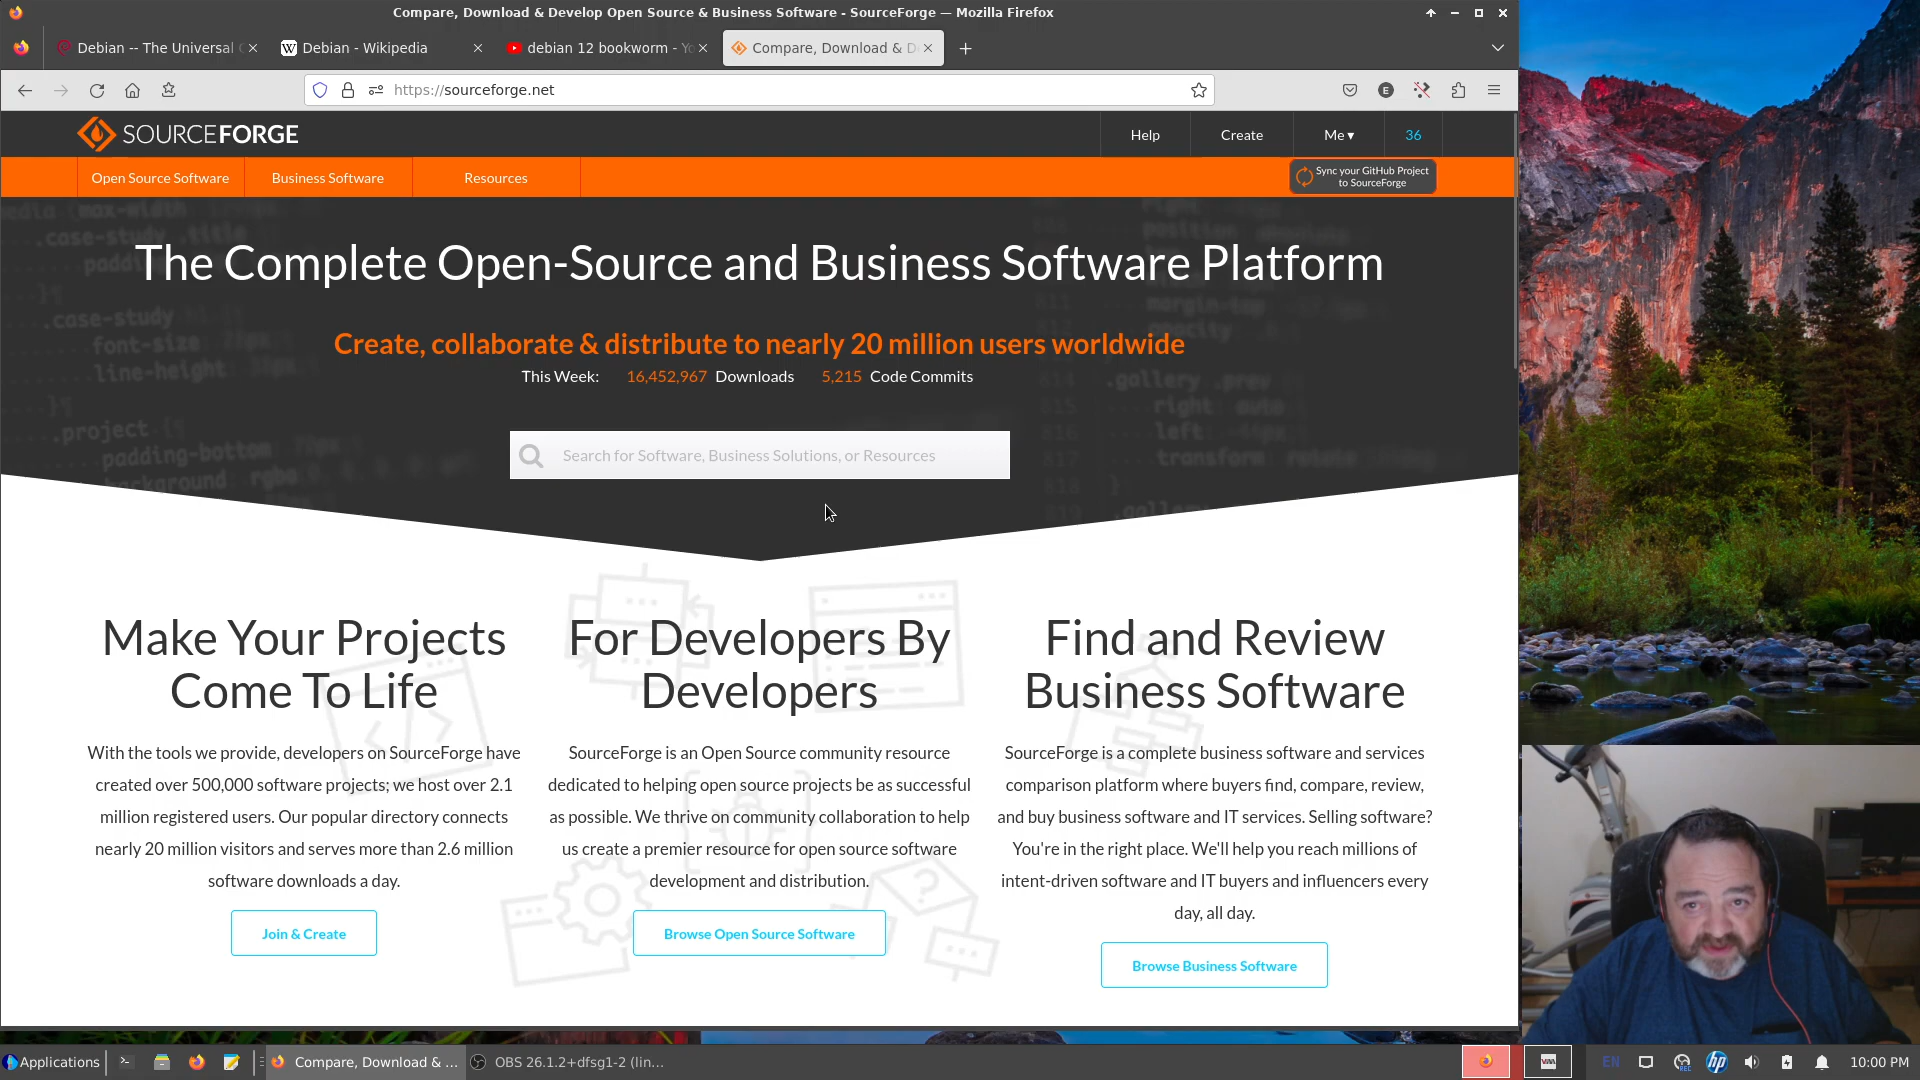 Compare, Download & Develop Open Source & Business Software - SourceForge — Mozilla Firefox
Debian -- The Universal
Debian - Wikipedia
debian 12 bookworm - Yo
Compare, Download & D
https://sourceforge.net
E
SOURCEFORGE
Help
Create
Me ▾
36
Open Source Software
Business Software
Resources
Sync your GitHub Project
to SourceForge
The Complete Open-Source and Business Software Platform
Create, collaborate & distribute to nearly 20 million users worldwide
This Week: 16,452,967 Downloads 5,215 Code Commits
Search for Software, Business Solutions, or Resources
Make Your Projects
Come To Life
With the tools we provide, developers on SourceForge have
created over 500,000 software projects; we host over 2.1
million registered users. Our popular directory connects
nearly 20 million visitors and serves more than 2.6 million
software downloads a day.
Join & Create
For Developers By
Developers
SourceForge is an Open Source community resource
dedicated to helping open source projects be as successful
as possible. We thrive on community collaboration to help
us create a premier resource for open source software
development and distribution.
Browse Open Source Software
Find and Review
Business Software
SourceForge is a complete business software and services
comparison platform where buyers find, compare, review,
and buy business software and IT services. Selling software?
You're in the right place. We'll help you reach millions of
intent-driven software and IT buyers and influencers every
day, all day.
Browse Business Software
Applications
Compare, Download & ...
OBS 26.1.2+dfsg1-2 (lin...
EN
REC
hp
10:00 PM